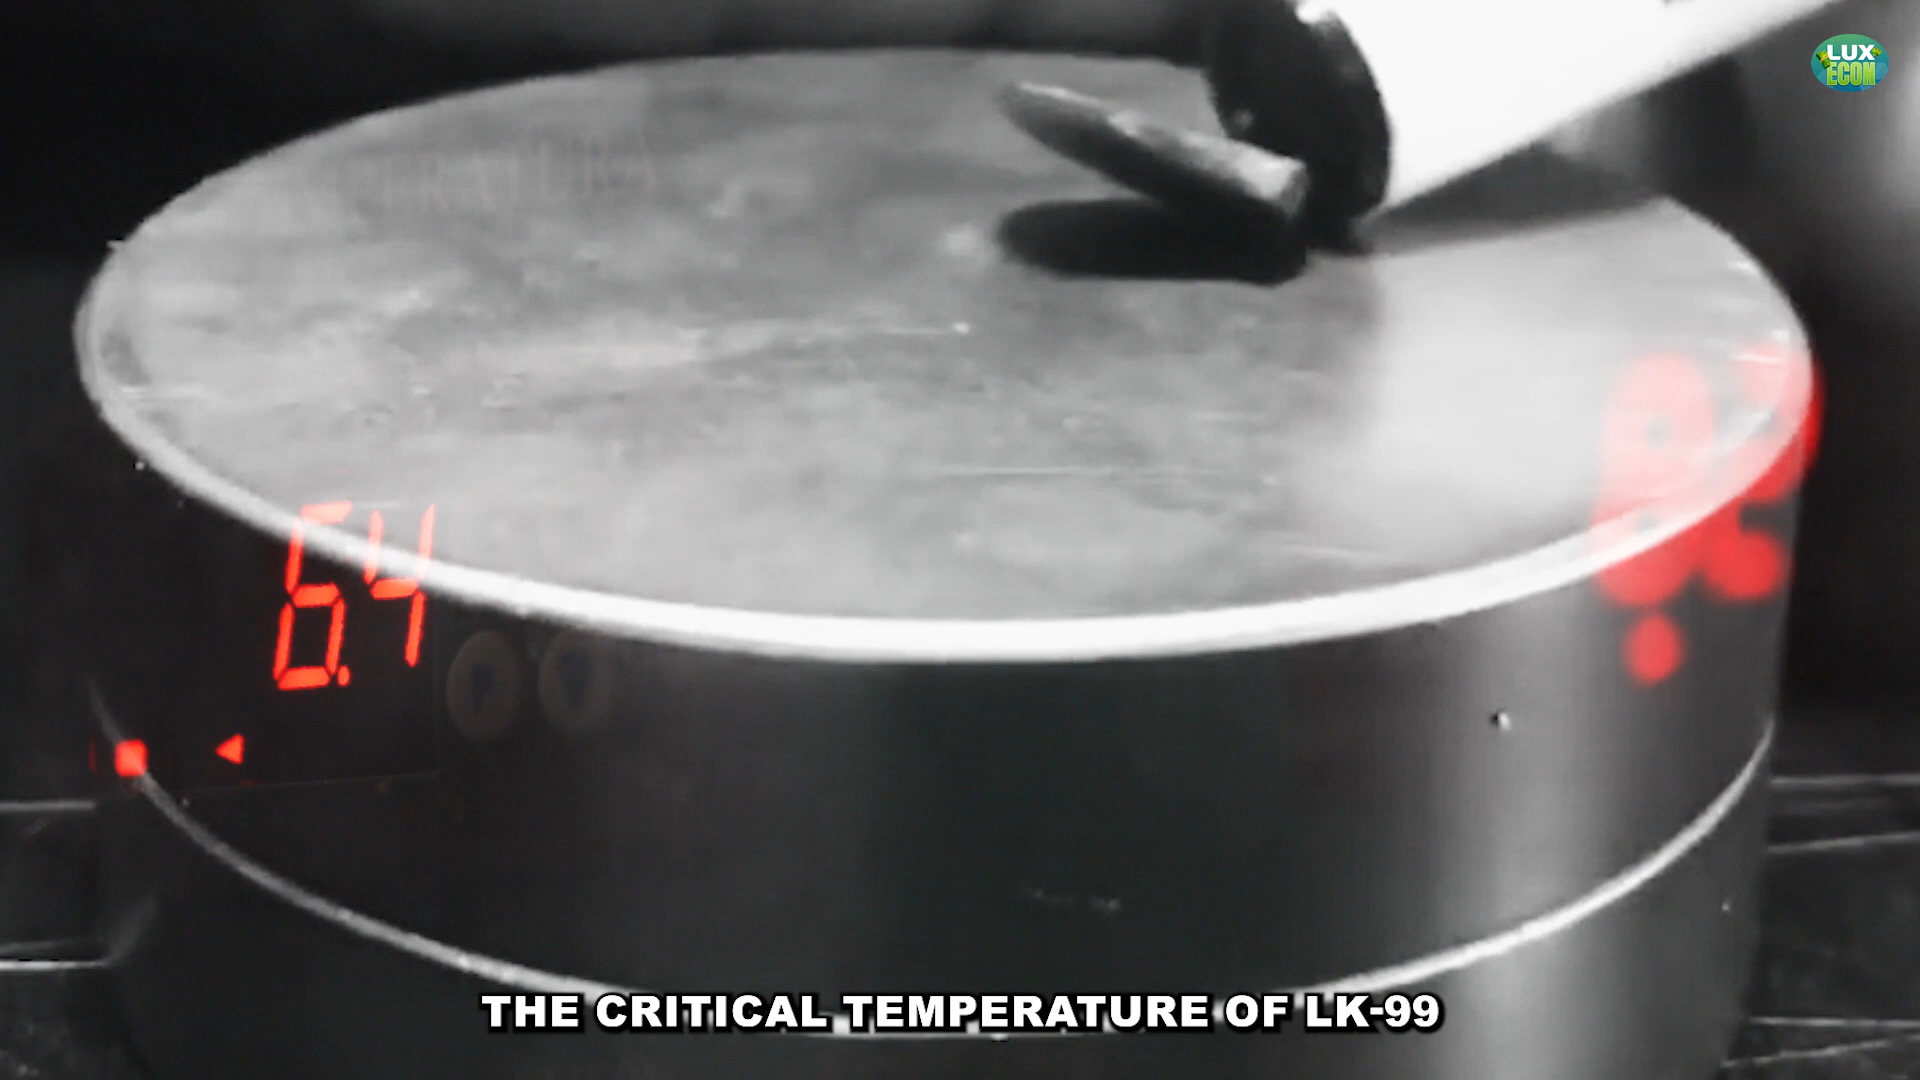 LUX
ECON
6.4
THE CRITICAL TEMPERATURE OF LK-99